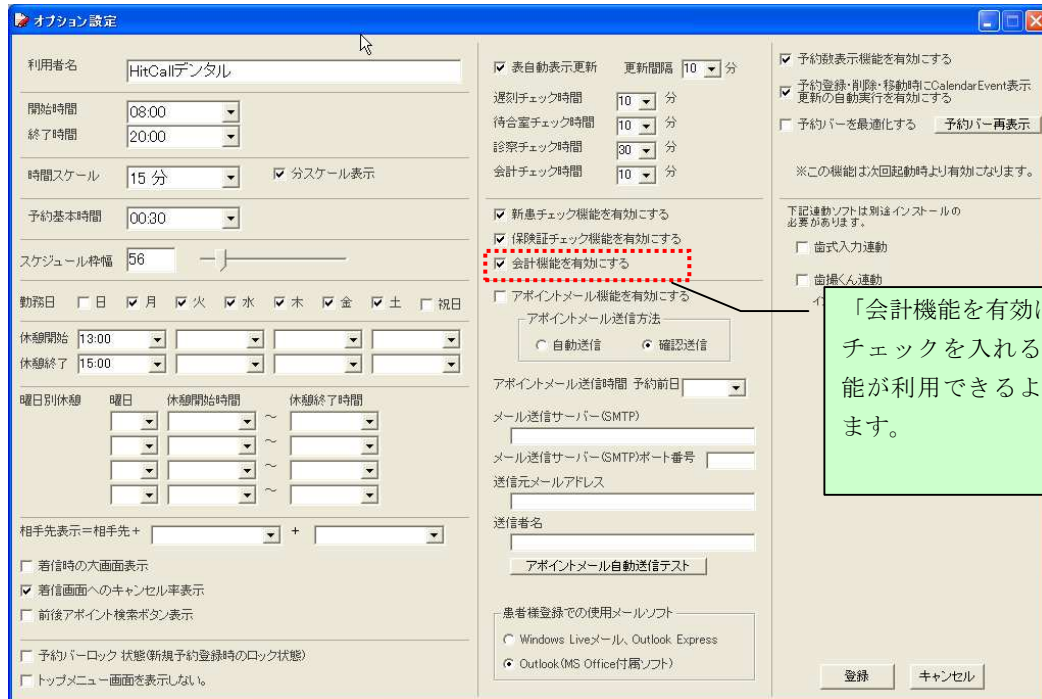 オプション設定
利用者名 HitCallデンタル
開始時間 08:00
終了時間 20:00
時間スケール 15 分 分スケール表示
予約基本時間 00:30
スケジュール枠幅 56
勤務日 日 月 火 水 木 金 土 祝日
休憩開始 13:00
休憩終了 15:00
曜日別休憩 曜日 休憩開始時間 休憩終了時間
～
～
～
～
相手先表示＝相手先＋ ＋
着信時の大画面表示
着信画面へのキャンセル率表示
前後アポイント検索ボタン表示
予約バーロック 状態(新規予約登録時のロック状態)
トップメニュー画面を表示しない。
表自動表示更新 更新間隔 10 分
遅刻チェック時間 10 分
待合室チェック時間 10 分
診察チェック時間 30 分
会計チェック時間 10 分
新患チェック機能を有効にする
保険証チェック機能を有効にする
会計機能を有効にする
アポイントメール機能を有効にする
アポイントメール送信方法
自動送信 確認送信
アポイントメール送信時間 予約前日
メール送信サーバー(SMTP)
メール送信サーバー(SMTP)ポート番号
送信元メールアドレス
送信者名
アポイントメール自動送信テスト
患者様登録での使用メールソフト
Windows Liveメール、Outlook Express
Outlook(MS Office付属ソフト)
予約数表示機能を有効にする
予約登録・削除・移動時にCalendarEvent表示
更新の自動実行を有効にする
予約バーを最適化する 予約バー再表示
※この機能は次回起動時より有効になります。
下記連動ソフトは別途インストールの
必要があります。
歯式入力連動
歯撮くん連動
「会計機能を有効に
チェックを入れる
能が利用できるよ
ます。
登録 キャンセル